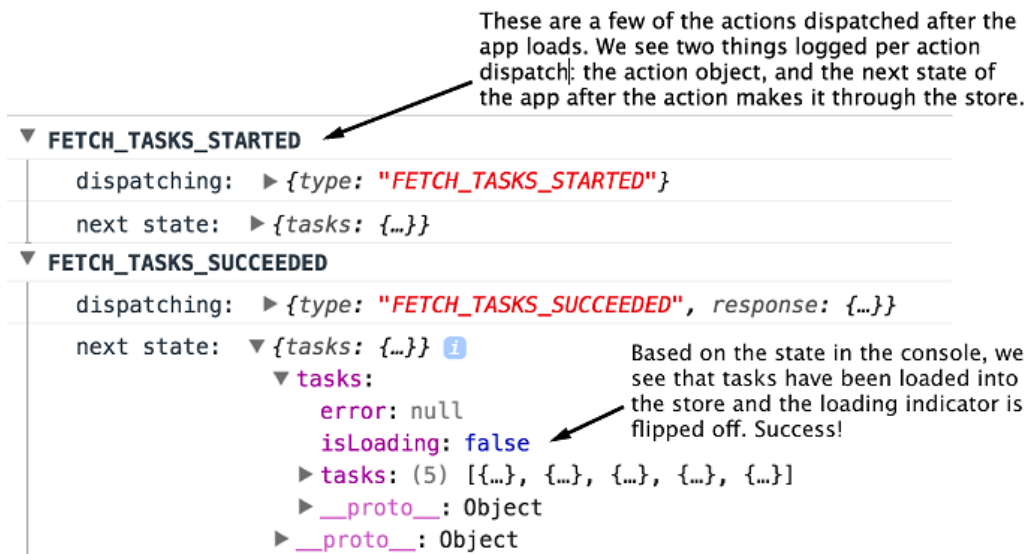 These are a few of the actions dispatched after the
app loads. We see two things logged per action
dispatch: the action object, and the next state of
the app after the action makes it through the store.
▼ FETCH_TASKS_STARTED
dispatching: ▶ {type: "FETCH_TASKS_STARTED"}
next state: ▶ {tasks: {…}}
▼ FETCH_TASKS_SUCCEEDED
dispatching: ▶ {type: "FETCH_TASKS_SUCCEEDED", response: {…}}
next state: ▼ {tasks: {…}} i
▼ tasks:
error: null
isLoading: false
▶ tasks: (5) [{…}, {…}, {…}, {…}, {…}]
▶ __proto__: Object
▶ __proto__: Object
Based on the state in the console, we
see that tasks have been loaded into
the store and the loading indicator is
flipped off. Success!